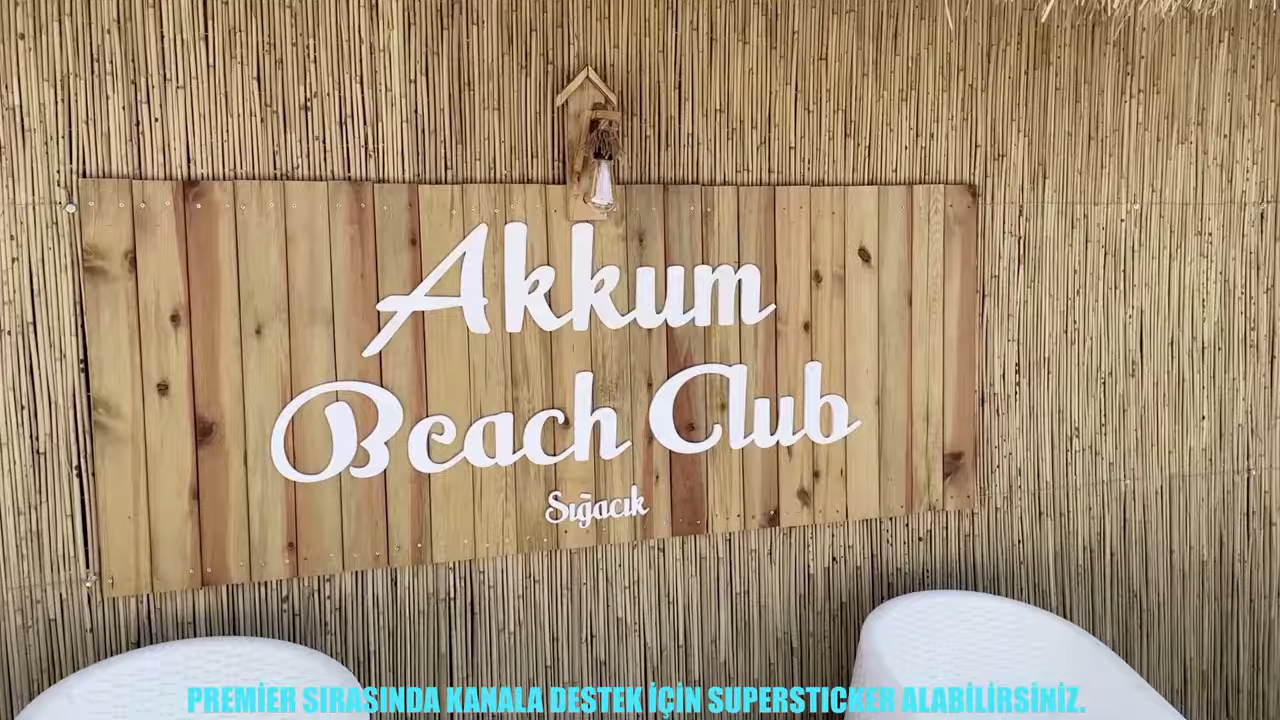 Akkum
Beach Club
Sığacık
PREMİER SIRASINDA KANALA DESTEK İÇİN SUPERSTICKER ALABİLİRSİNİZ.